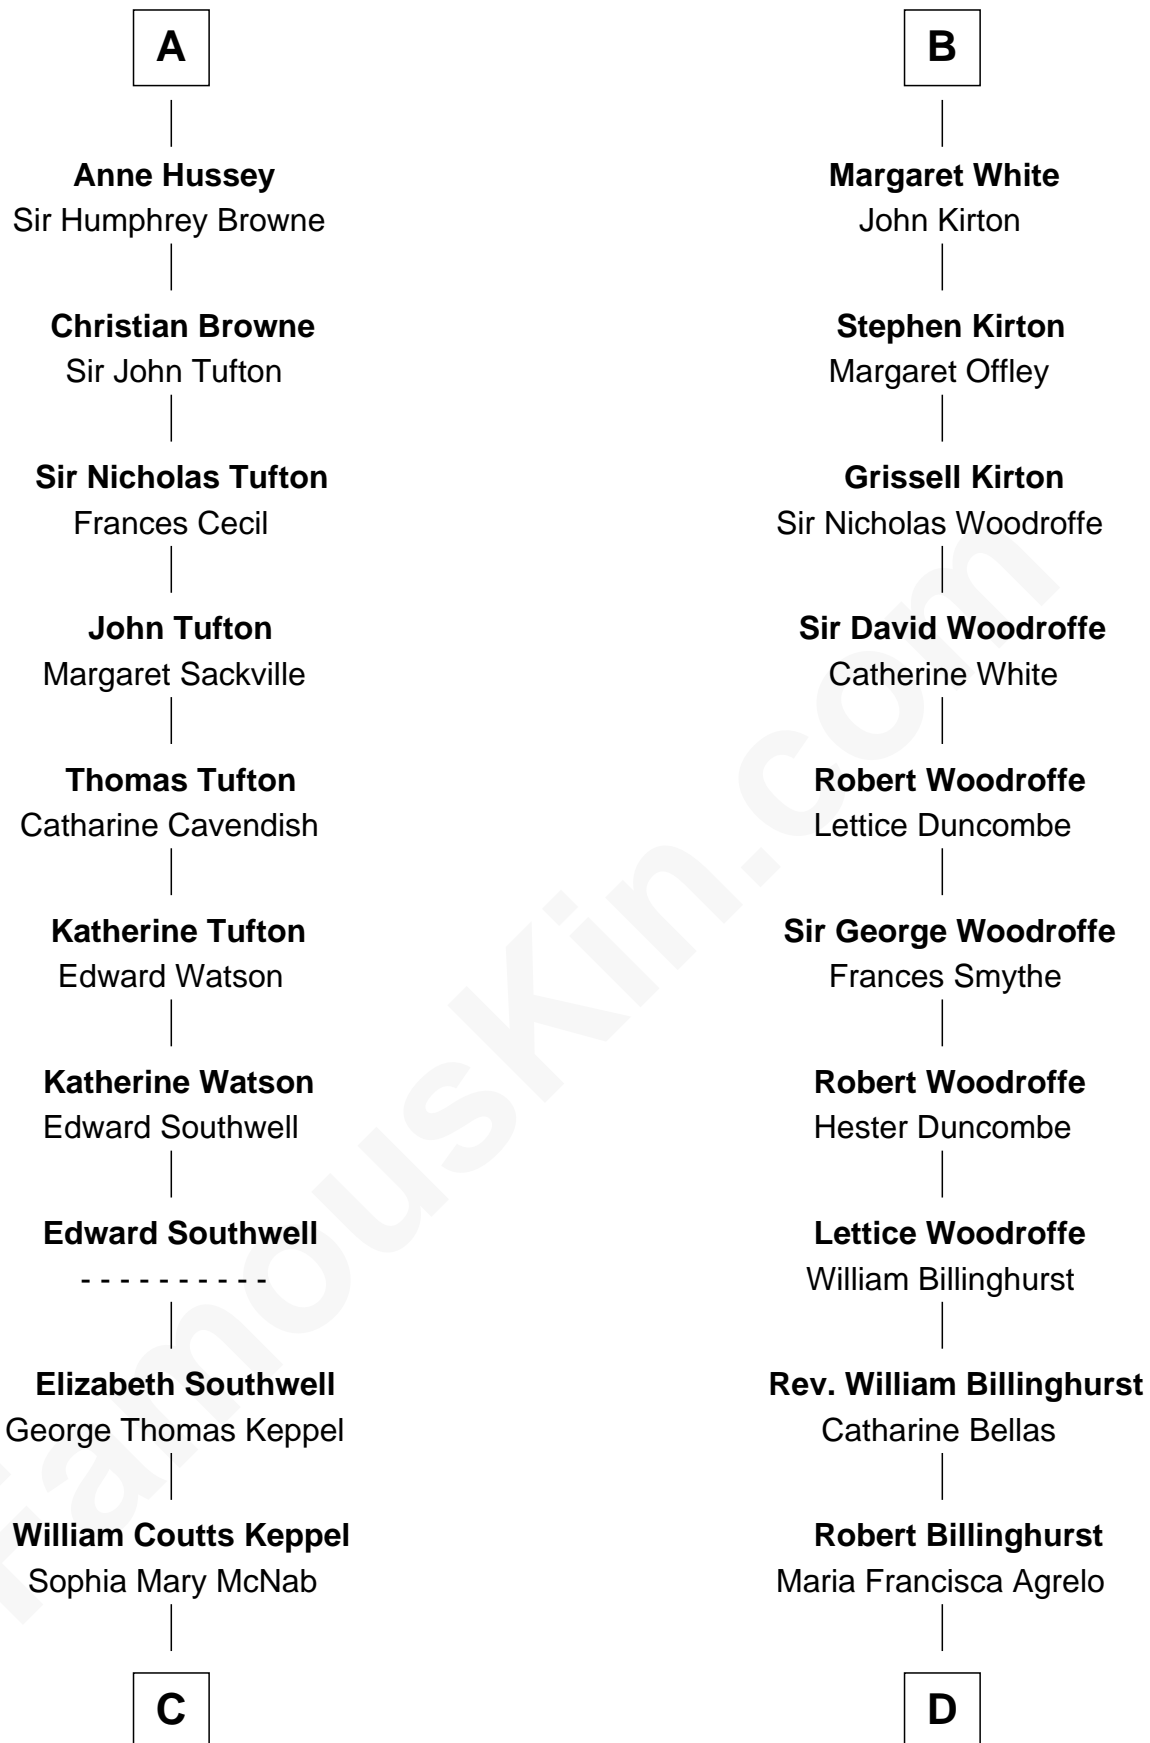 A
Anne Hussey
Sir Humphrey Browne
Christian Browne
Sir John Tufton
Sir Nicholas Tufton
Frances Cecil
John Tufton
Margaret Sackville
Thomas Tufton
Catharine Cavendish
Katherine Tufton
Edward Watson
Katherine Watson
Edward Southwell
Edward Southwell
- - - - - - - - - -
Elizabeth Southwell
George Thomas Keppel
William Coutts Keppel
Sophia Mary McNab
C
B
Margaret White
John Kirton
Stephen Kirton
Margaret Offley
Grissell Kirton
Sir Nicholas Woodroffe
Sir David Woodroffe
Catherine White
Robert Woodroffe
Lettice Duncombe
Sir George Woodroffe
Frances Smythe
Robert Woodroffe
Hester Duncombe
Lettice Woodroffe
William Billinghurst
Rev. William Billinghurst
Catharine Bellas
Robert Billinghurst
Maria Francisca Agrelo
D
FamousKin.com